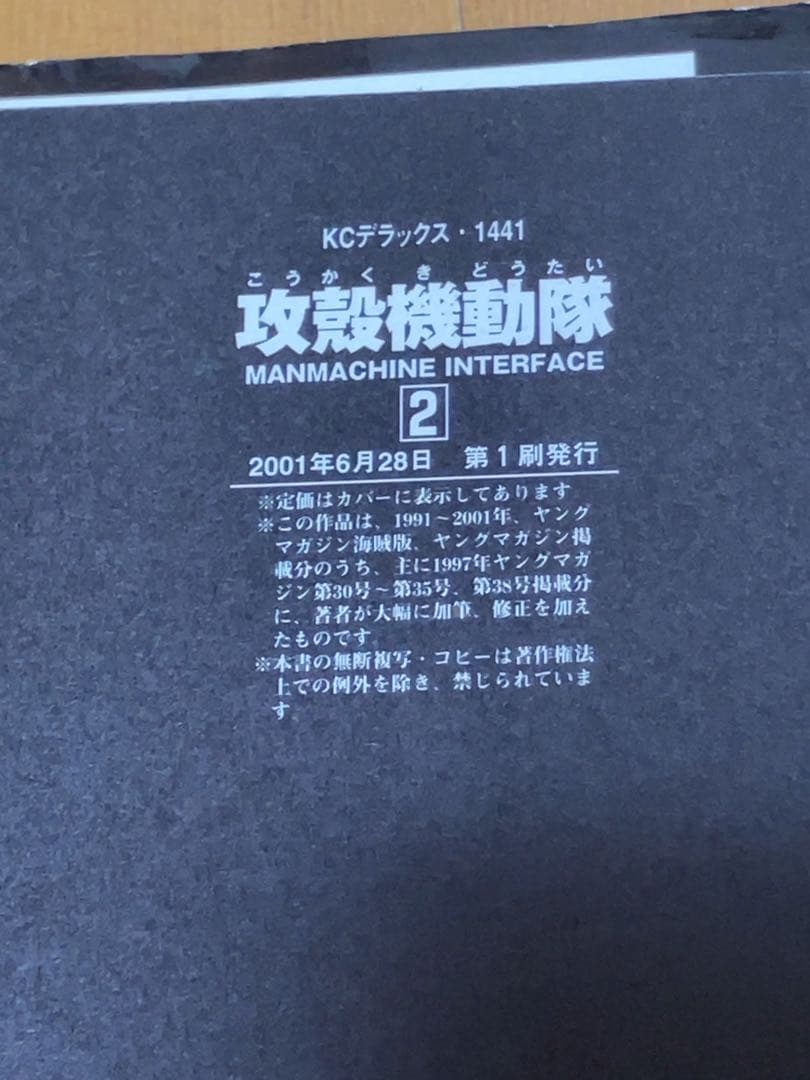 KCデラックス・1441
こうかくきどうたい
攻殻機動隊
MANMACHINE INTERFACE
2
2001年6月28日　第1刷発行
※定価はカバーに表示してあります
※この作品は、1991～2001年、ヤング
マガジン海賊版、ヤングマガジン掲
載分のうち、主に1997年ヤングマガ
ジン第30号～第35号、第38号掲載分
に、著者が大幅に加筆、修正を加え
たものです
※本書の無断複写・コピーは著作権法
上での例外を除き、禁じられていま
す